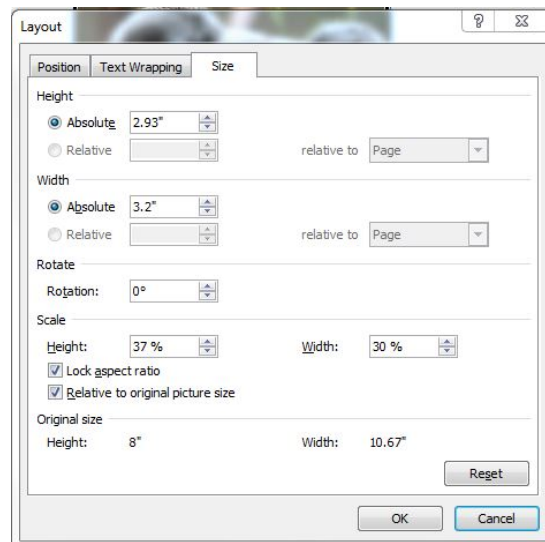 Layout
Position Text Wrapping Size
Height
Absolute 2.93"
Relative relative to Page
Width
Absolute 3.2"
Relative relative to Page
Rotate
Rotation: 0°
Scale
Height: 37 % Width: 30 %
Lock aspect ratio
Relative to original picture size
Original size
Height: 8" Width: 10.67"
Reset
OK Cancel